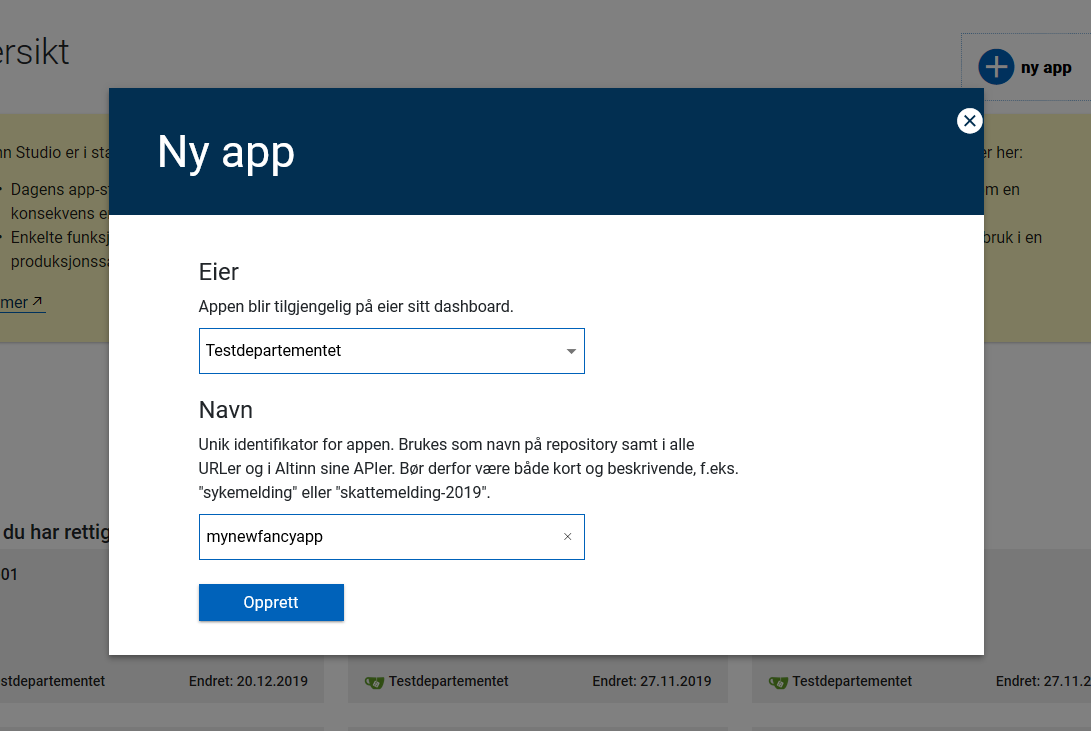 ersikt
ny app
Ny app
nn Studio er i sta
er her:
Dagens app-s
m en
konsekvens e
Enkelte funksj
bruk i en
produksjonssa
mer
Eier
Appen blir tilgjengelig på eier sitt dashboard.
Testdepartementet
Navn
Unik identifikator for appen. Brukes som navn på repository samt i alle
URLer og i Altinn sine APIer. Bør derfor være både kort og beskrivende, f.eks.
"sykemelding" eller "skattemelding-2019".
mynewfancyapp
Opprett
du har rettig
01
stdepartementet
Endret: 20.12.2019
Testdepartementet
Endret: 27.11.2019
Testdepartementet
Endret: 27.11.2